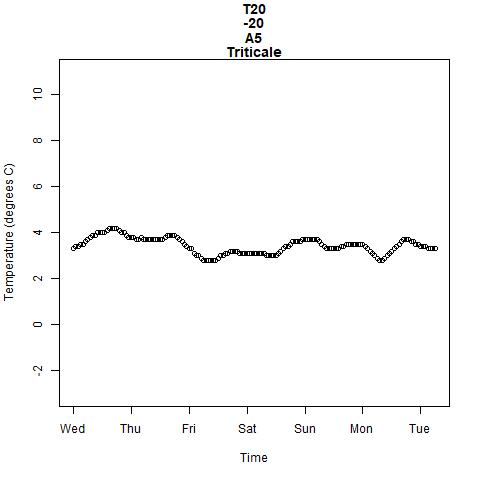 T20
-20
A5
Triticale
Temperature (degrees C)
10
8
6
4
2
0
-2
Wed Thu Fri Sat Sun Mon Tue
Time